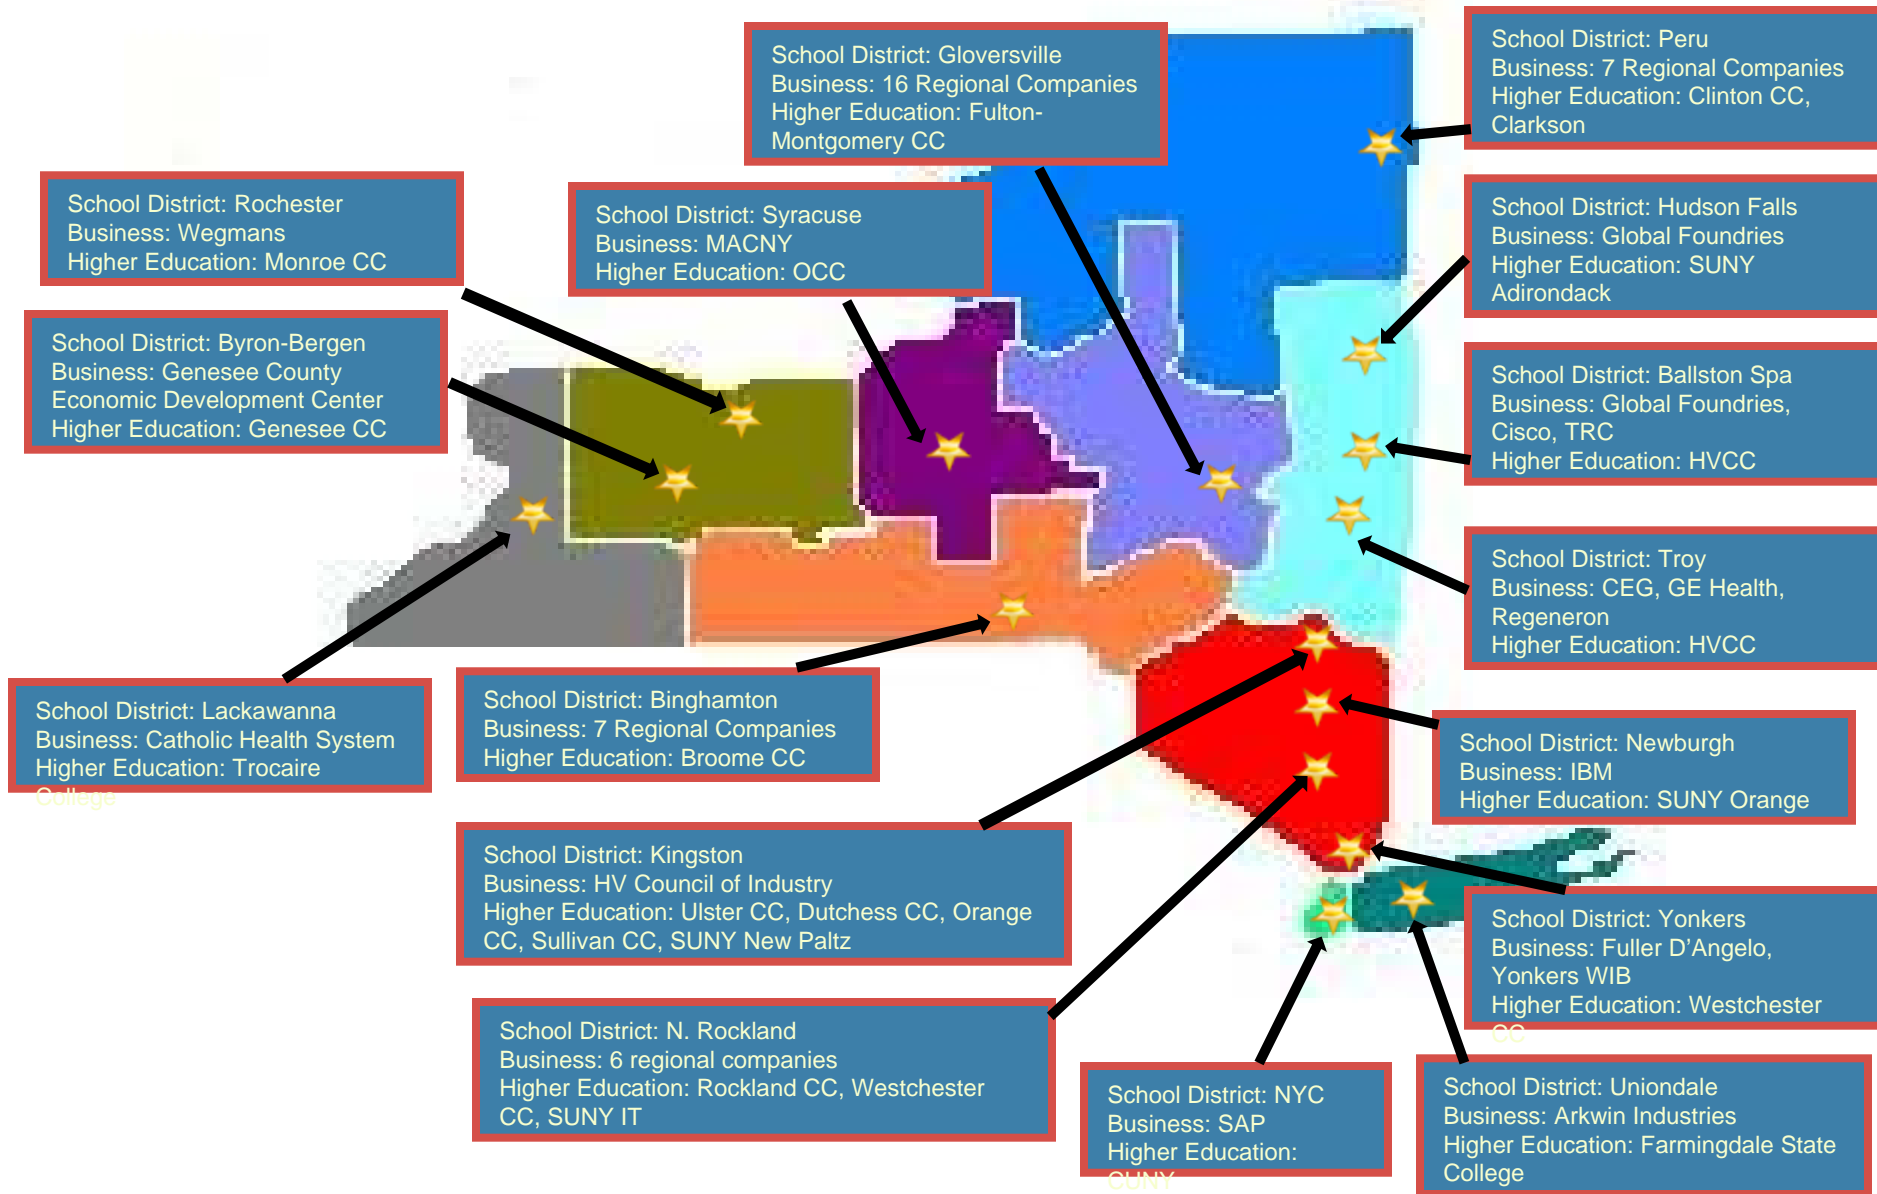 School District: Gloversville
Business: 16 Regional Companies
Higher Education: Fulton-
Montgomery CC
School District: Peru
Business: 7 Regional Companies
Higher Education: Clinton CC,
Clarkson
School District: Rochester
Business: Wegmans
Higher Education: Monroe CC
School District: Syracuse
Business: MACNY
Higher Education: OCC
School District: Hudson Falls
Business: Global Foundries
Higher Education: SUNY
Adirondack
School District: Byron-Bergen
Business: Genesee County
Economic Development Center
Higher Education: Genesee CC
School District: Ballston Spa
Business: Global Foundries,
Cisco, TRC
Higher Education: HVCC
School District: Troy
Business: CEG, GE Health,
Regeneron
Higher Education: HVCC
School District: Lackawanna
Business: Catholic Health System
Higher Education: Trocaire
College
School District: Binghamton
Business: 7 Regional Companies
Higher Education: Broome CC
School District: Newburgh
Business: IBM
Higher Education: SUNY Orange
School District: Kingston
Business: HV Council of Industry
Higher Education: Ulster CC, Dutchess CC, Orange
CC, Sullivan CC, SUNY New Paltz
School District: Yonkers
Business: Fuller D’Angelo,
Yonkers WIB
Higher Education: Westchester
CC
School District: N. Rockland
Business: 6 regional companies
Higher Education: Rockland CC, Westchester
CC, SUNY IT
School District: NYC
Business: SAP
Higher Education:
CUNY
School District: Uniondale
Business: Arkwin Industries
Higher Education: Farmingdale State
College